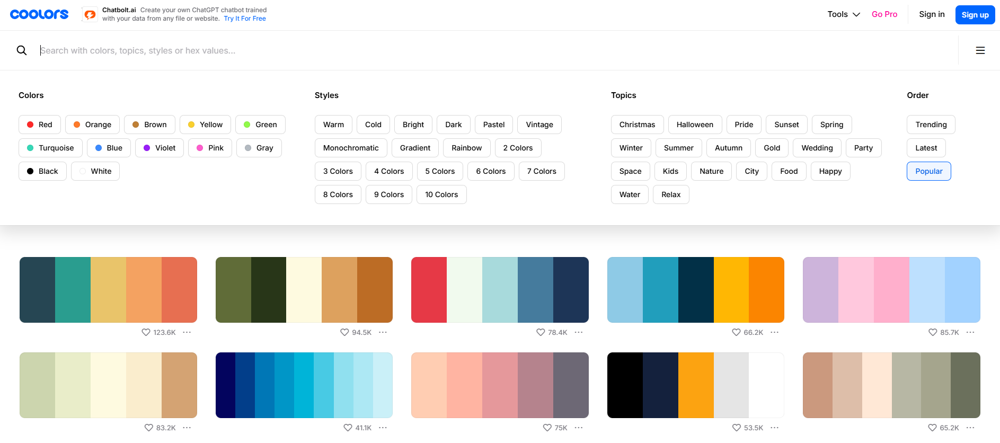 coolors
Chatbolt.ai Create your own ChatGPT chatbot trained
with your data from any file or website. Try It For Free
Tools Go Pro Sign in Sign up
Search with colors, topics, styles or hex values...
Colors
Red Orange Brown Yellow Green
Turquoise Blue Violet Pink Gray
Black White
Styles
Warm Cold Bright Dark Pastel Vintage
Monochromatic Gradient Rainbow 2 Colors
3 Colors 4 Colors 5 Colors 6 Colors 7 Colors
8 Colors 9 Colors 10 Colors
Topics
Christmas Halloween Pride Sunset Spring
Winter Summer Autumn Gold Wedding Party
Space Kids Nature City Food Happy
Water Relax
Order
Trending
Latest
Popular
123.6K 94.5K 78.4K 66.2K 85.7K
83.2K 41.1K 75K 53.5K 65.2K